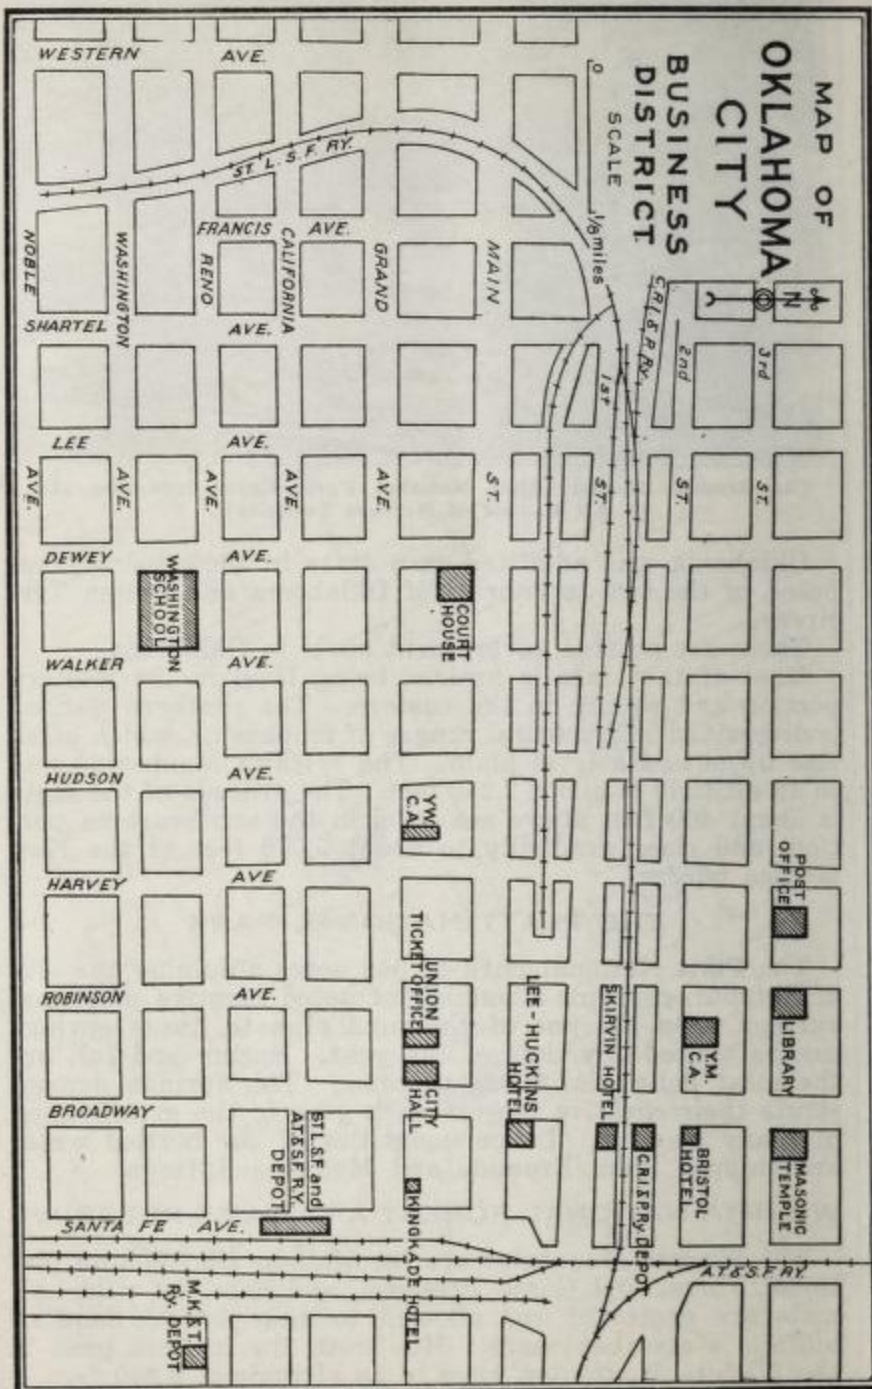 MAP OF
OKLAHOMA
CITY
BUSINESS
DISTRICT
SCALE
0
1/8 miles
N
WESTERN AVE.
ST. L. S. F. RY.
FRANCIS AVE.
SHARTEL AVE.
LEE AVE.
DEWEY AVE.
WALKER AVE.
HUDSON AVE.
HARVEY AVE
ROBINSON AVE.
BROADWAY
SANTA FE AVE.
NOBLE AVE.
WASHINGTON AVE.
RENO AVE.
CALIFORNIA AVE.
GRAND AVE.
MAIN ST.
1st ST.
2nd ST.
3rd ST.
C.R.I. & P. Ry.
WASHINGTON
SCHOOL
COURT
HOUSE
Y.W.
C.A.
POST
OFFICE
UNION
TICKET OFFICE
CITY
HALL
LEE-HUCKINS
HOTEL
SKIRVIN HOTEL
Y.M.
C.A.
LIBRARY
BRISTOL
HOTEL
MASONIC
TEMPLE
C.R.I & P.Ry DEPOT
KINGKADE HOTEL
ST.L.S.F. and
A.T.& S.F RY.
DEPOT
M.K.& T.
Ry. DEPOT
A.T.& S.F RY.